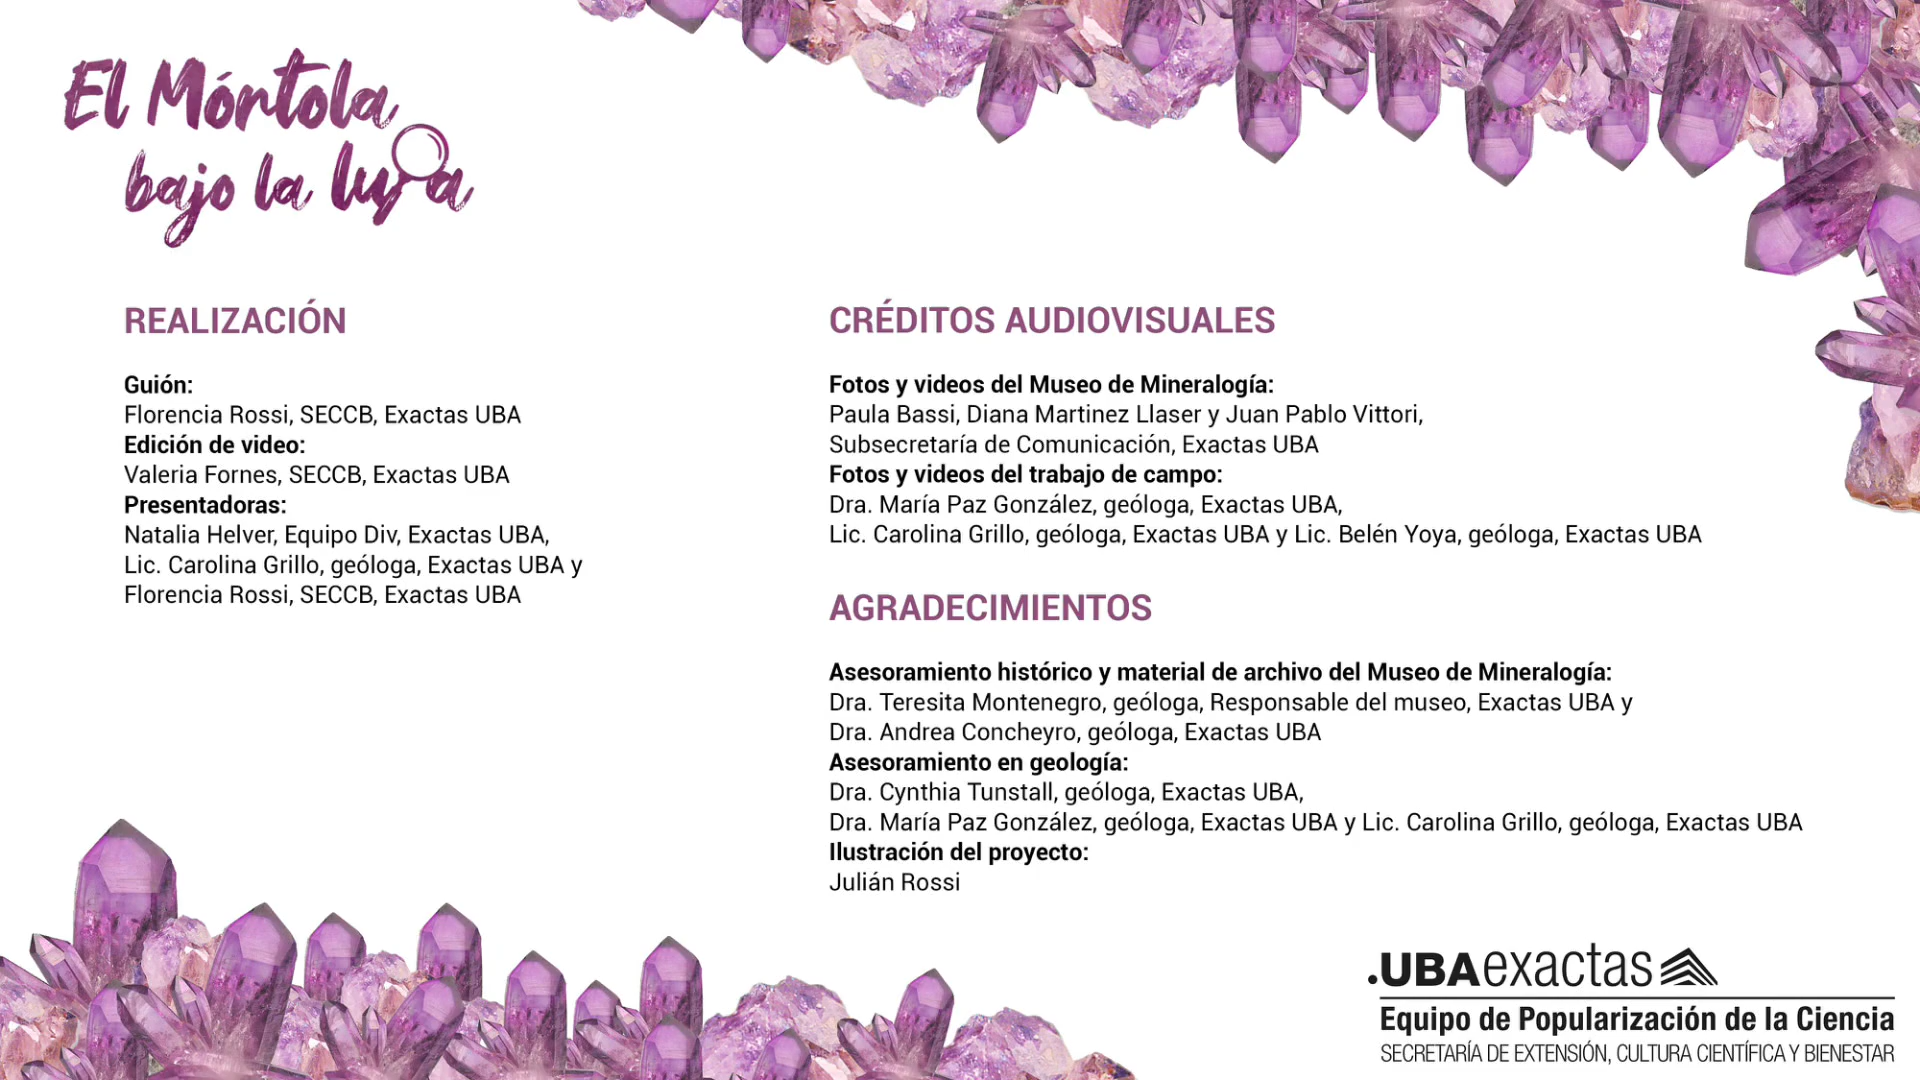 El Móntola
bajo la lupa
REALIZACIÓN
Guión:
Florencia Rossi, SECCB, Exactas UBA
Edición de video:
Valeria Fornes, SECCB, Exactas UBA
Presentadoras:
Natalia Helver, Equipo Div, Exactas UBA,
Lic. Carolina Grillo, geóloga, Exactas UBA y
Florencia Rossi, SECCB, Exactas UBA
CRÉDITOS AUDIOVISUALES
Fotos y videos del Museo de Mineralogía:
Paula Bassi, Diana Martinez Llaser y Juan Pablo Vittori,
Subsecretaría de Comunicación, Exactas UBA
Fotos y videos del trabajo de campo:
Dra. María Paz González, geóloga, Exactas UBA,
Lic. Carolina Grillo, geóloga, Exactas UBA y Lic. Belén Yoya, geóloga, Exactas UBA
AGRADECIMIENTOS
Asesoramiento histórico y material de archivo del Museo de Mineralogía:
Dra. Teresita Montenegro, geóloga, Responsable del museo, Exactas UBA y
Dra. Andrea Concheyro, geóloga, Exactas UBA
Asesoramiento en geología:
Dra. Cynthia Tunstall, geóloga, Exactas UBA,
Dra. María Paz González, geóloga, Exactas UBA y Lic. Carolina Grillo, geóloga, Exactas UBA
Ilustración del proyecto:
Julián Rossi
.UBAexactas
Equipo de Popularización de la Ciencia
SECRETARÍA DE EXTENSIÓN, CULTURA CIENTÍFICA Y BIENESTAR